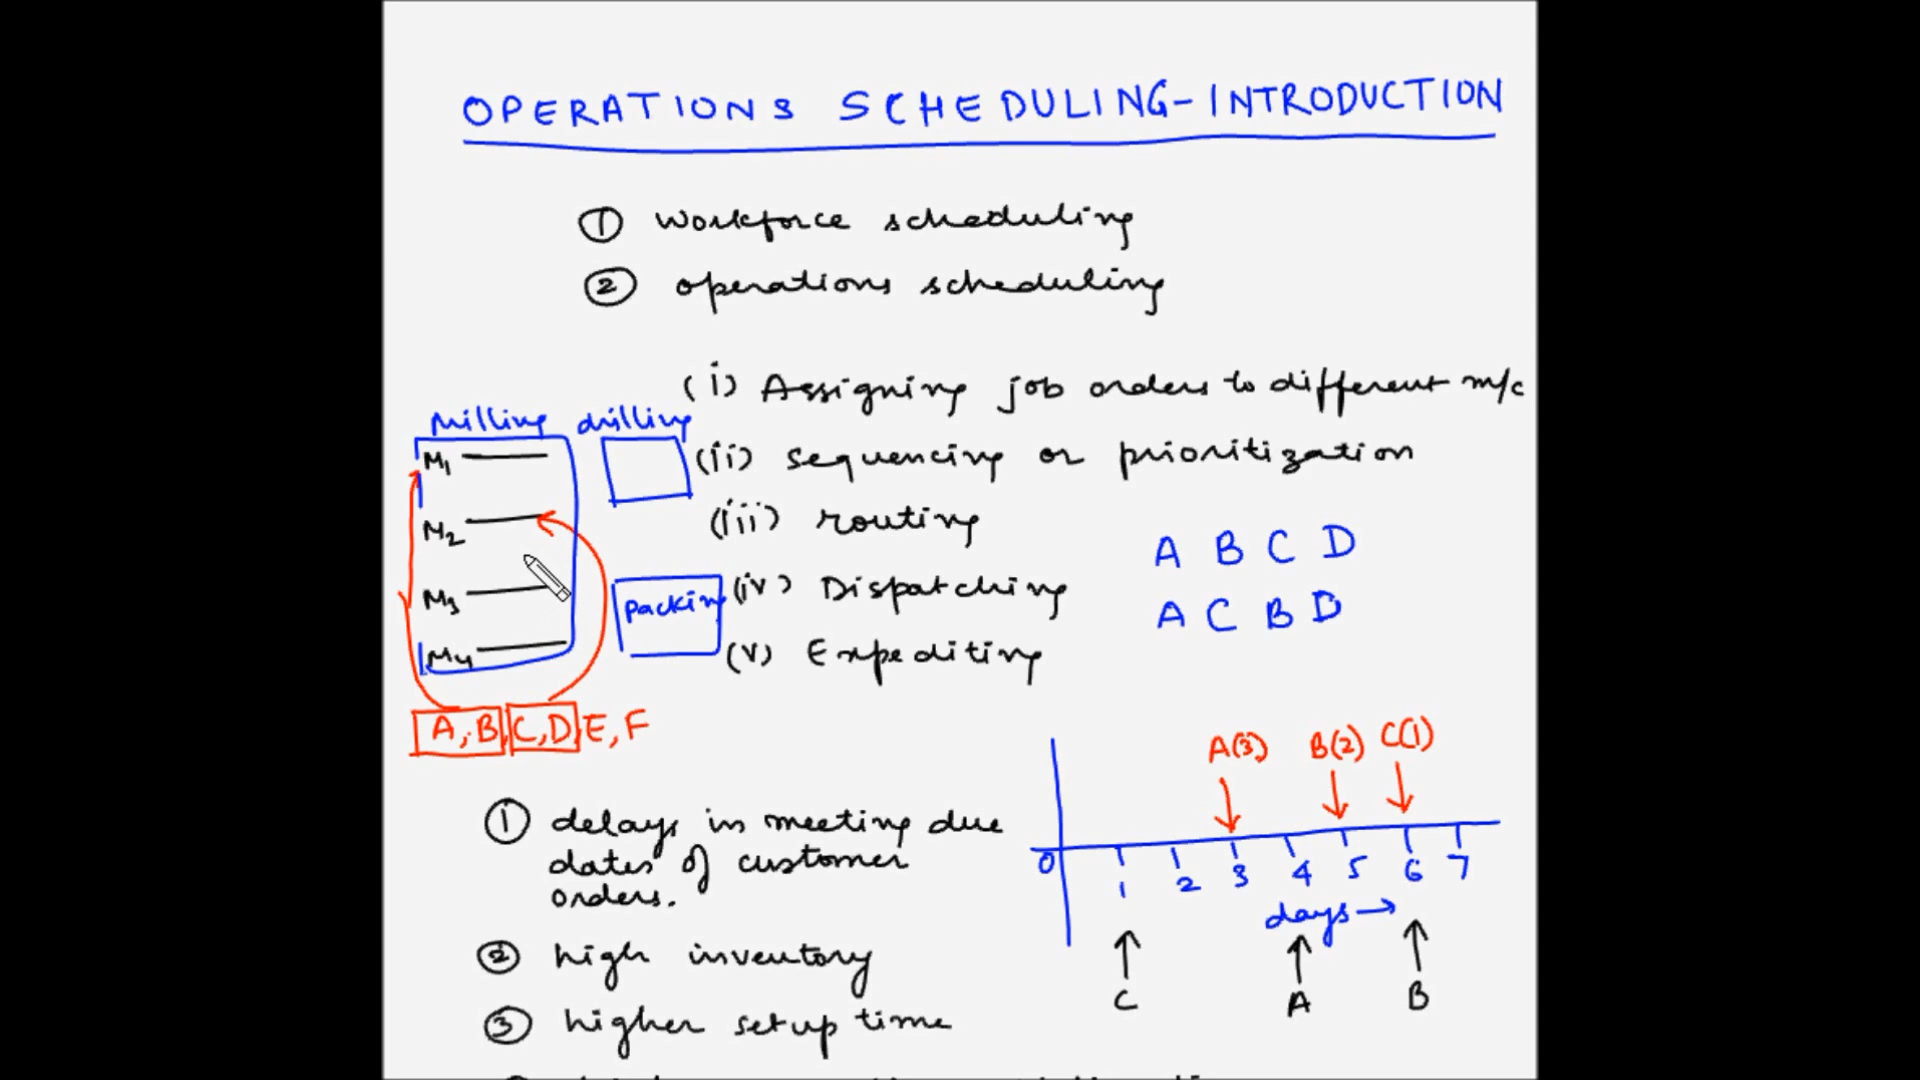 OPERATIONS SCHEDULING-INTRODUCTION
① workforce scheduling
② operations scheduling
(i) Assigning job orders to different m/c
(ii) sequencing or prioritization
(iii) routing
(iv) Dispatching
(v) Expediting
Milling drilling
M1
M2
M3
M4
Packing
A, B, C, D, E, F
A B C D
A C B D
A(3) B(2) C(1)
0 1 2 3 4 5 6 7
days →
C A B
① delays in meeting due
dates of customer
orders.
② high inventory
③ higher setup time